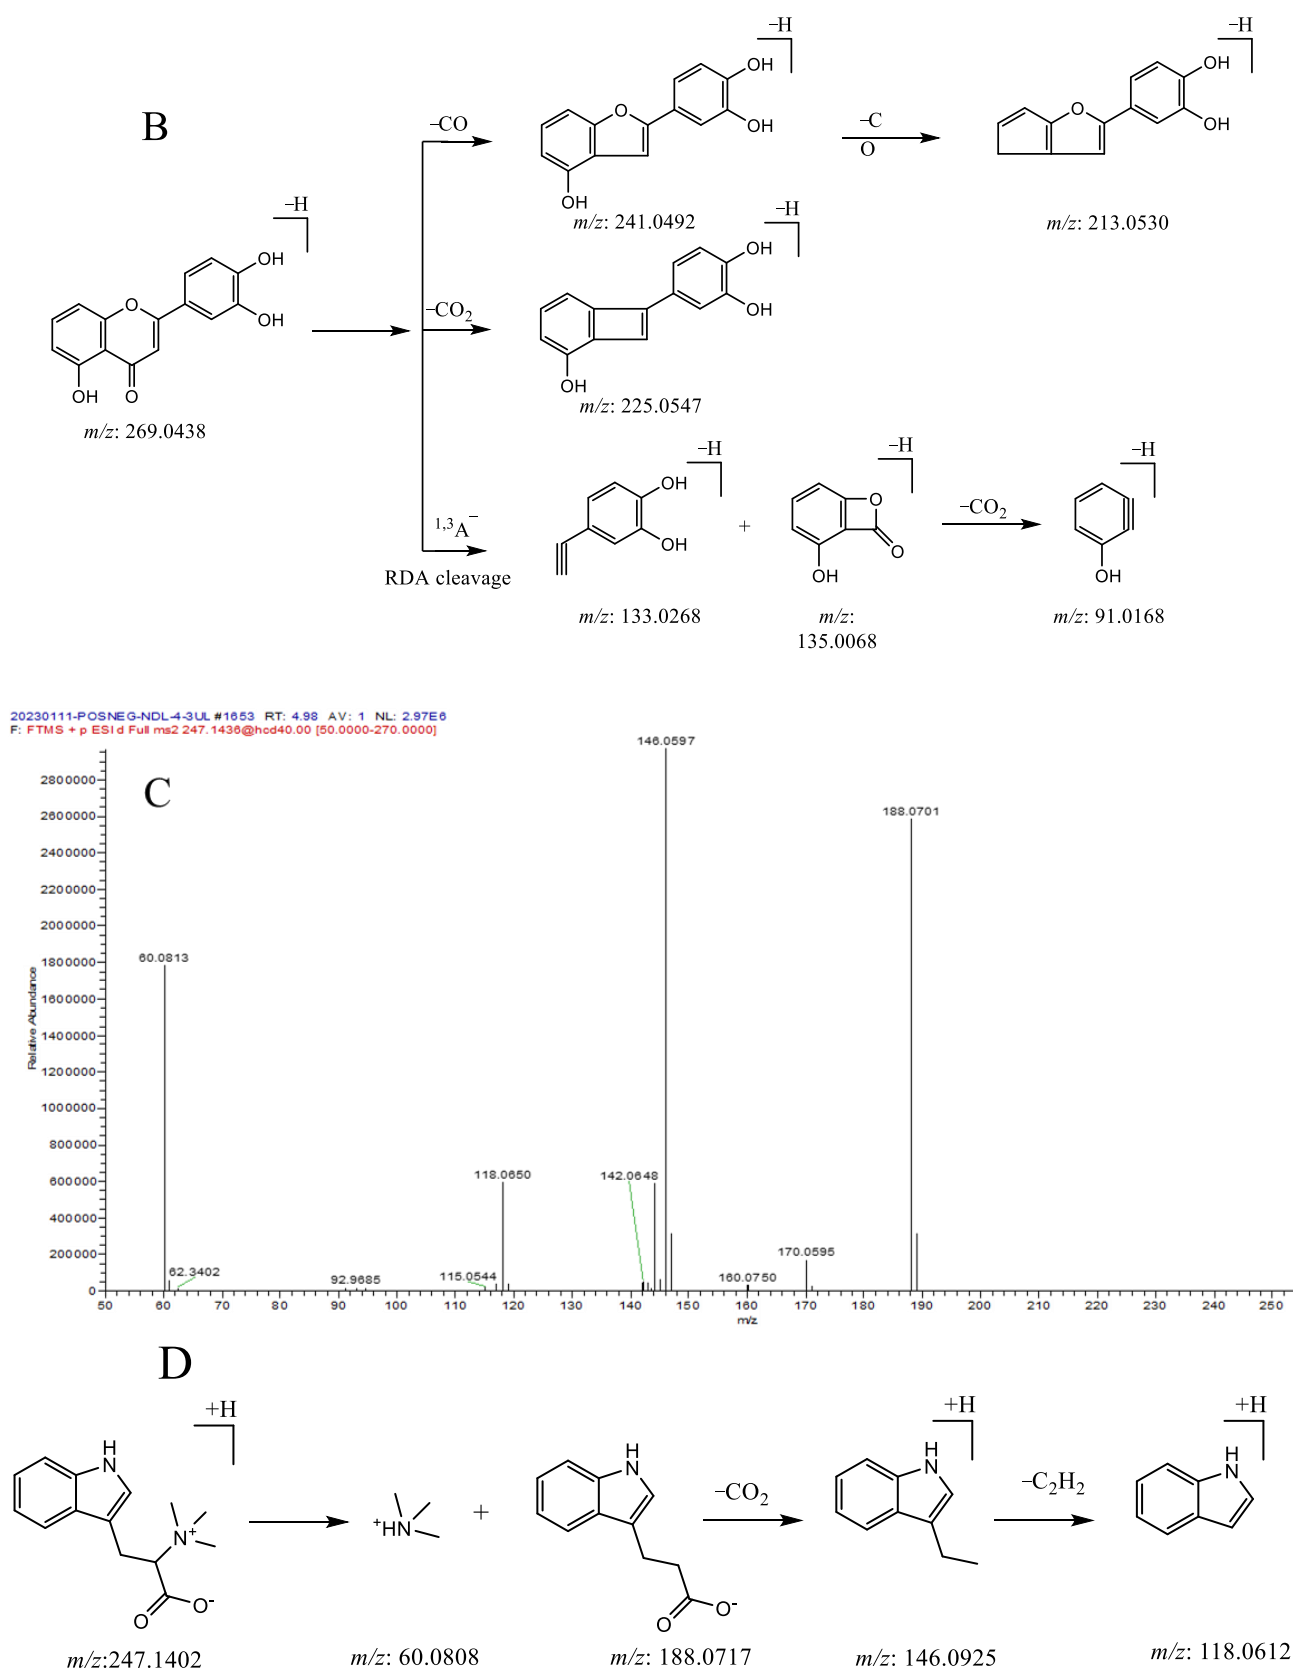 B
–H
OH
OH
O
OH
O
m/z: 269.0438
–CO
–CO2
1,3A–
RDA cleavage
–H
O
OH
OH
OH
m/z: 241.0492
–C
O
–H
O
OH
OH
m/z: 213.0530
–H
OH
OH
OH
m/z: 225.0547
–H
OH
OH
m/z: 133.0268
+
–H
O
O
OH
m/z:
135.0068
–CO2
–H
OH
m/z: 91.0168
20230111-POSNEG-NDL-4-3UL #1653 RT: 4.98 AV: 1 NL: 2.97E6
F: FTMS + p ESI d Full ms2 247.1436@hcd40.00 [50.0000-270.0000]
C
Relative Abundance
2800000
2600000
2400000
2200000
2000000
1800000
1600000
1400000
1200000
1000000
800000
600000
400000
200000
0
60.0813
62.3402
92.9685
115.0544
118.0650
142.0648
146.0597
160.0750
170.0595
188.0701
50 60 70 80 90 100 110 120 130 140 150 160 170 180 190 200 210 220 230 240 250
m/z
D
+H
H
N
N+
O
O-
m/z:247.1402
+HN
m/z: 60.0808
+
H
N
O
O-
m/z: 188.0717
–CO2
+H
H
N
m/z: 146.0925
–C2H2
+H
H
N
m/z: 118.0612